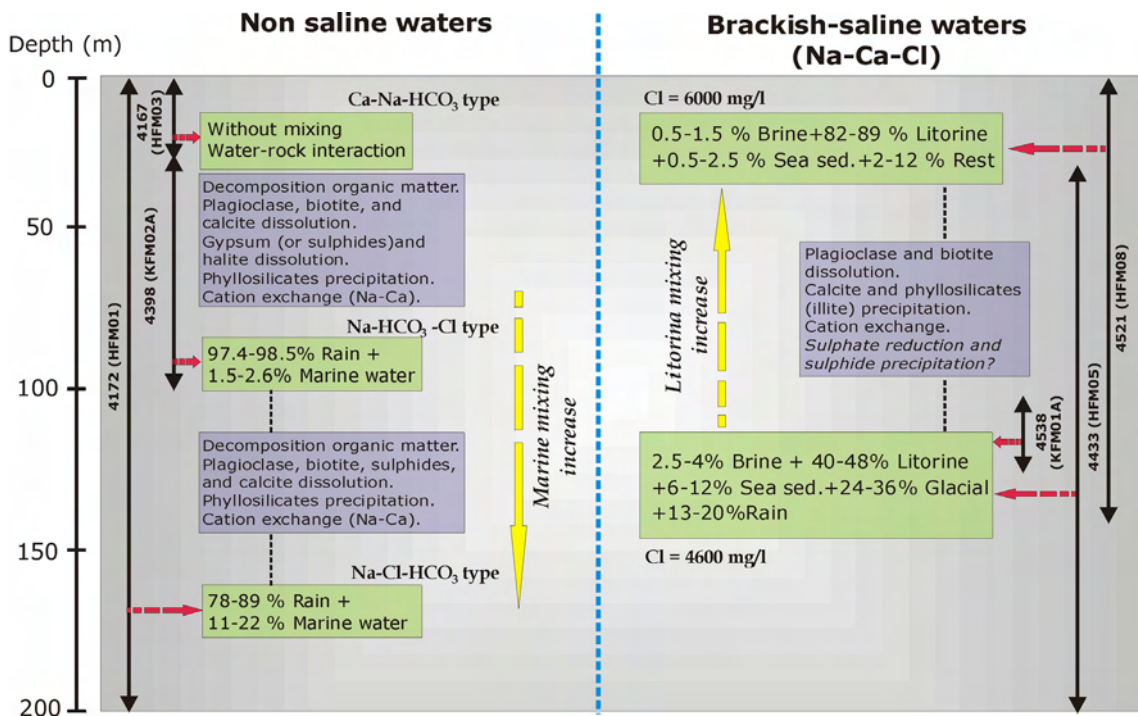 Non saline waters
Brackish-saline waters
(Na-Ca-Cl)
Depth (m)
0
50
100
150
200
4172 (HFM01)
4167
(HFM03)
4398 (KFM02A)
Ca-Na-HCO₃ type
Without mixing
Water-rock interaction
Decomposition organic matter.
Plagioclase, biotite, and
calcite dissolution.
Gypsum (or sulphides)and
halite dissolution.
Phyllosilicates precipitation.
Cation exchange (Na-Ca).
Na-HCO₃ -Cl type
97.4-98.5% Rain +
1.5-2.6% Marine water
Decomposition organic matter.
Plagioclase, biotite, sulphides,
and calcite dissolution.
Phyllosilicates precipitation.
Cation exchange (Na-Ca).
Na-Cl-HCO₃ type
78-89 % Rain +
11-22 % Marine water
Marine mixing
increase
Cl = 6000 mg/l
0.5-1.5 % Brine+82-89 % Litorine
+0.5-2.5 % Sea sed.+2-12 % Rest
Litorina mixing
increase
Plagioclase and biotite
dissolution.
Calcite and phyllosilicates
(illite) precipitation.
Cation exchange.
Sulphate reduction and
sulphide precipitation?
2.5-4% Brine + 40-48% Litorine
+6-12% Sea sed.+24-36% Glacial
+13-20%Rain
Cl = 4600 mg/l
4538
(KFM01A)
4433 (HFM05)
4521 (HFM08)